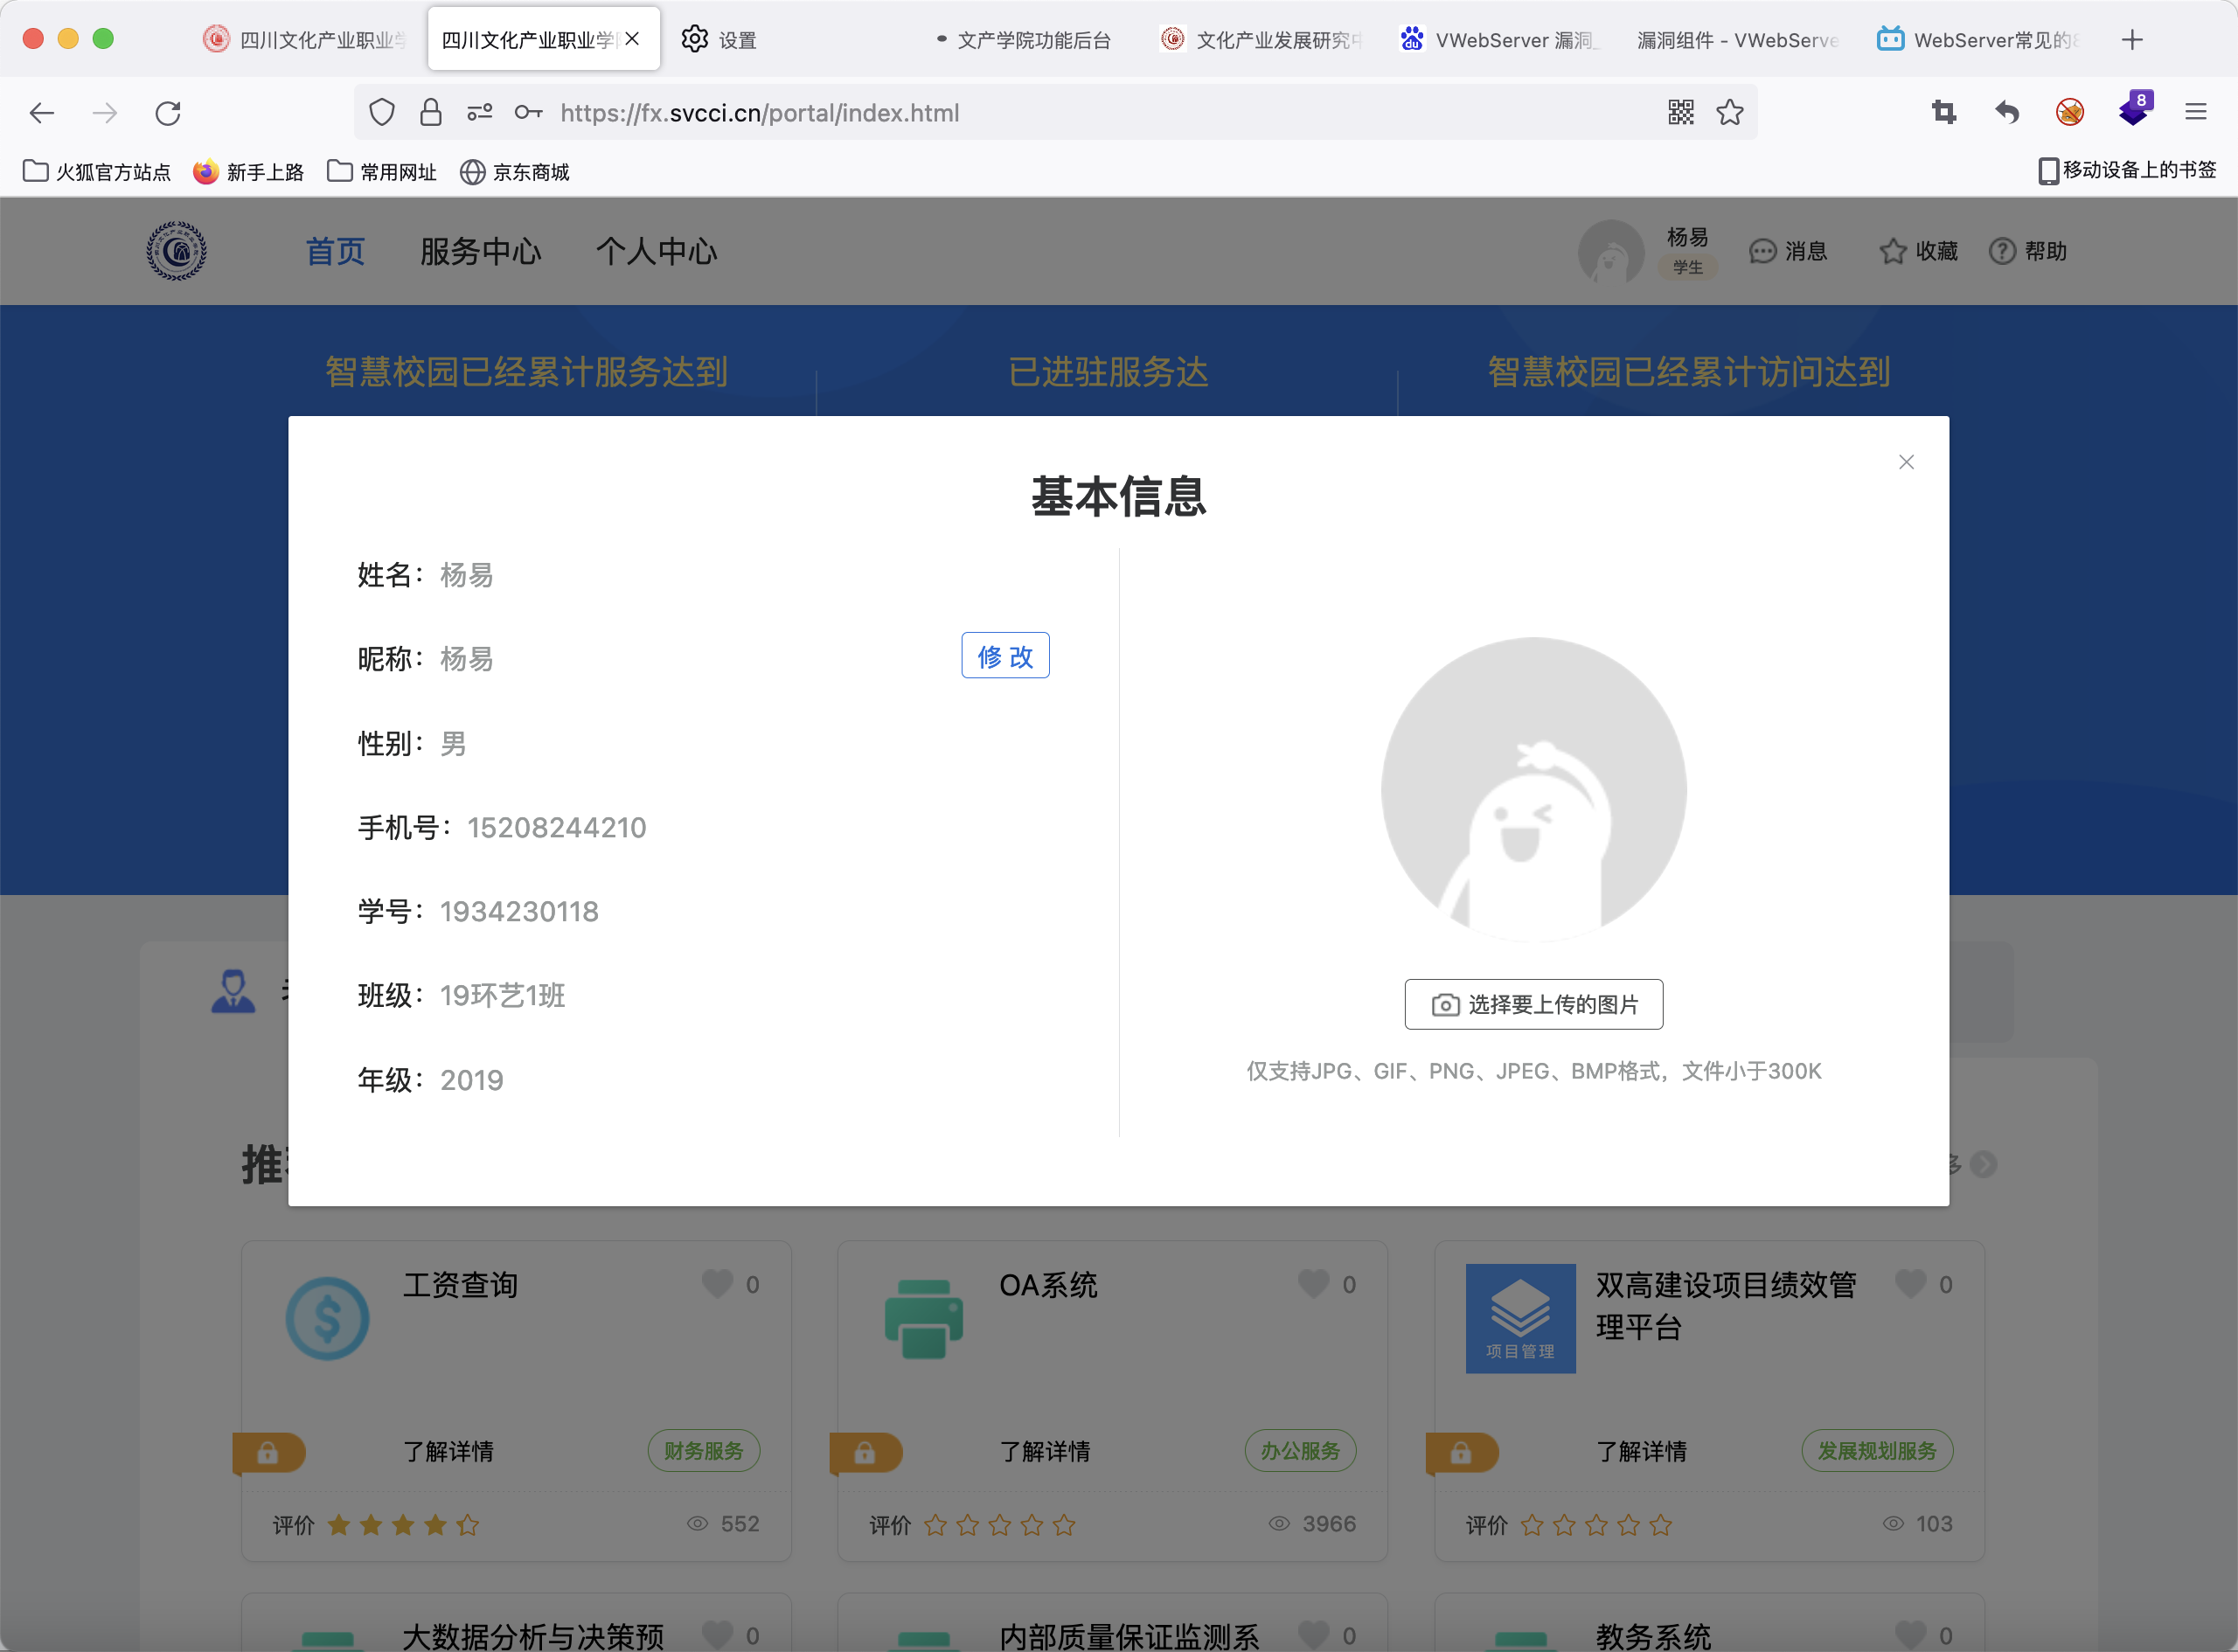 四川文化产业职业学
四川文化产业职业学院
设置
文产学院功能后台
文化产业发展研究中
VWebServer 漏洞_
漏洞组件 - VWebServe
WebServer常见的8
https://fx.svcci.cn/portal/index.html
8
火狐官方站点
新手上路
常用网址
京东商城
移动设备上的书签
首页
服务中心
个人中心
杨易
学生
消息
收藏
帮助
智慧校园已经累计服务达到
已进驻服务达
智慧校园已经累计访问达到
基本信息
姓名：杨易
昵称：杨易
修 改
性别：男
手机号：15208244210
学号：1934230118
班级：19环艺1班
年级：2019
选择要上传的图片
仅支持JPG、GIF、PNG、JPEG、BMP格式，文件小于300K
推
多
工资查询
0
了解详情
财务服务
评价
552
OA系统
0
了解详情
办公服务
评价
3966
双高建设项目绩效管
理平台
0
项目管理
了解详情
发展规划服务
评价
103
大数据分析与决策预
0
内部质量保证监测系
0
教务系统
0